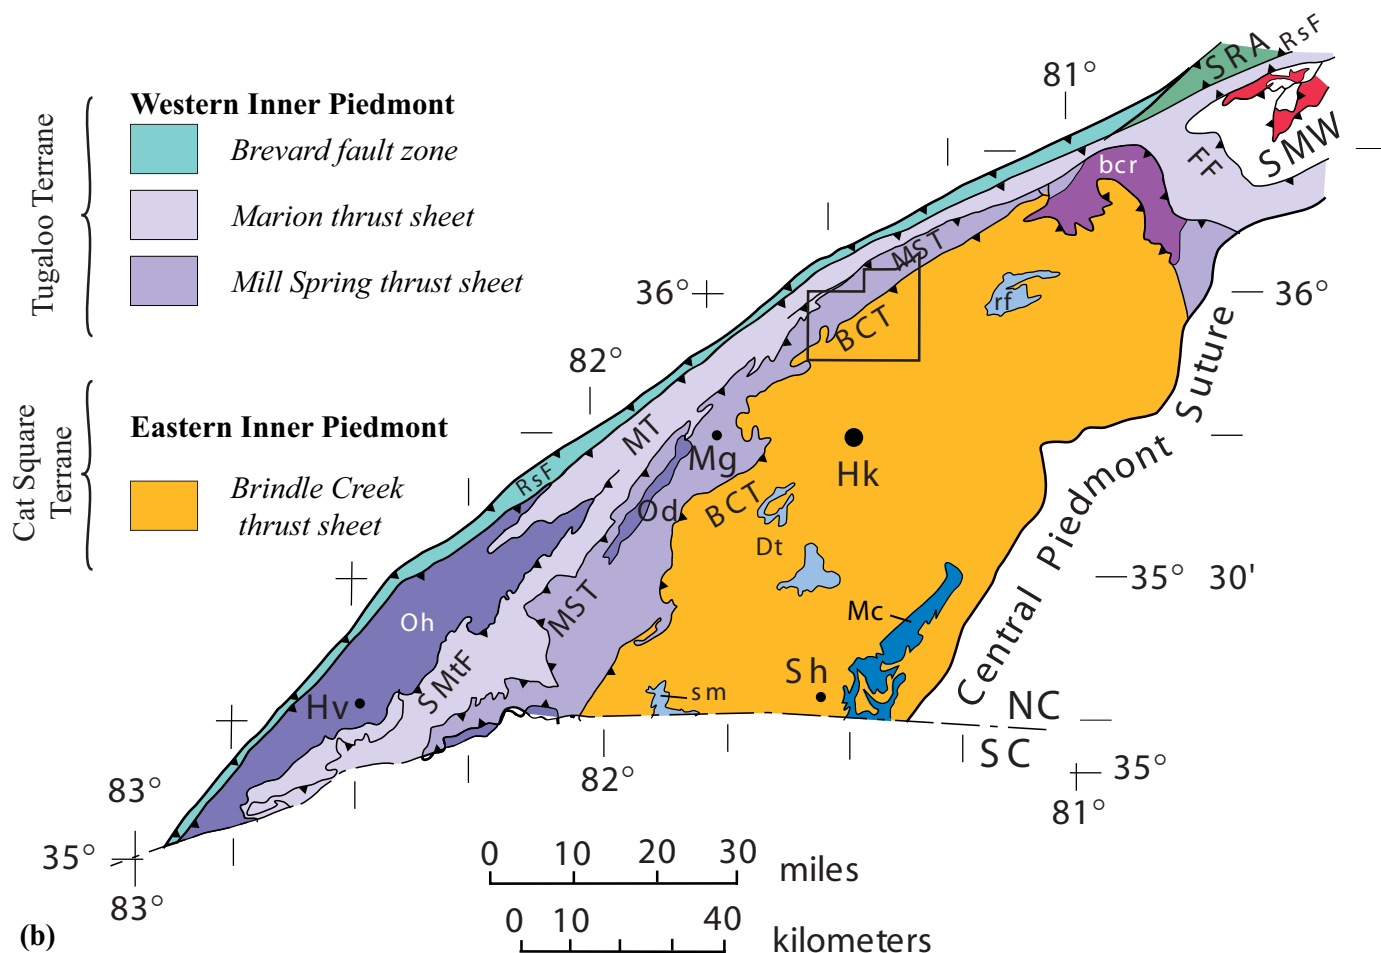 Western Inner Piedmont
Brevard fault zone
Marion thrust sheet
Mill Spring thrust sheet
Tugaloo Terrane
Eastern Inner Piedmont
Brindle Creek
thrust sheet
Cat Square
Terrane
SRA
RsF
81°
SMW
FF
bcr
MST
36°
rf
36°
BCT
82°
MT
Mg
Hk
RsF
Od
BCT
Dt
Central Piedmont Suture
35° 30'
Oh
MST
Mc
SMtF
Sh
sm
Hv
NC
SC
82°
35°
81°
83°
35°
83°
0 10 20 30
miles
0 10 40
kilometers
(b)